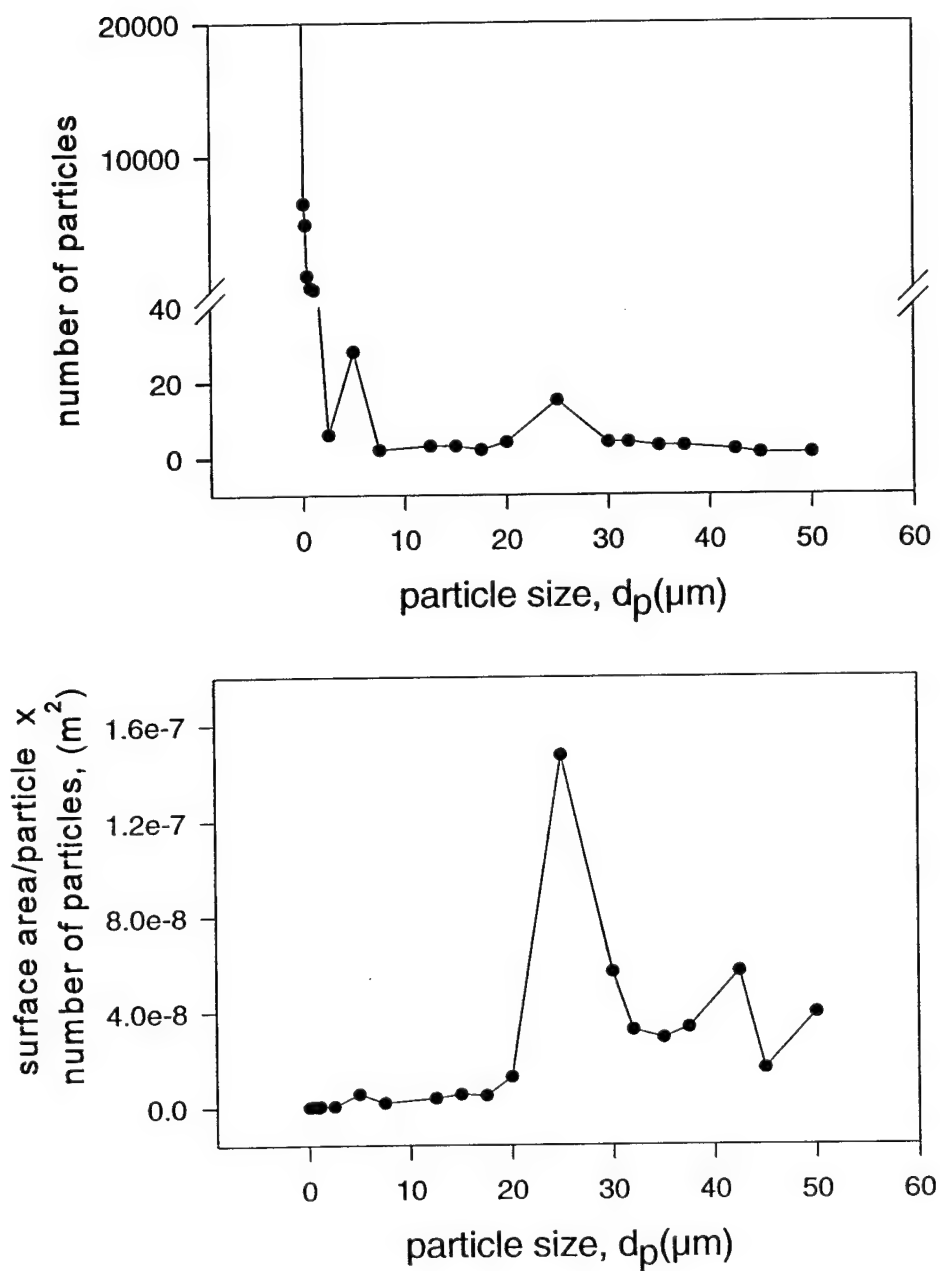 20000
10000
40
20
0
number of particles
0 10 20 30 40 50 60
particle size, dp(µm)
1.6e-7
1.2e-7
8.0e-8
4.0e-8
0.0
surface area/particle x
number of particles, (m²)
0 10 20 30 40 50 60
particle size, dp(µm)